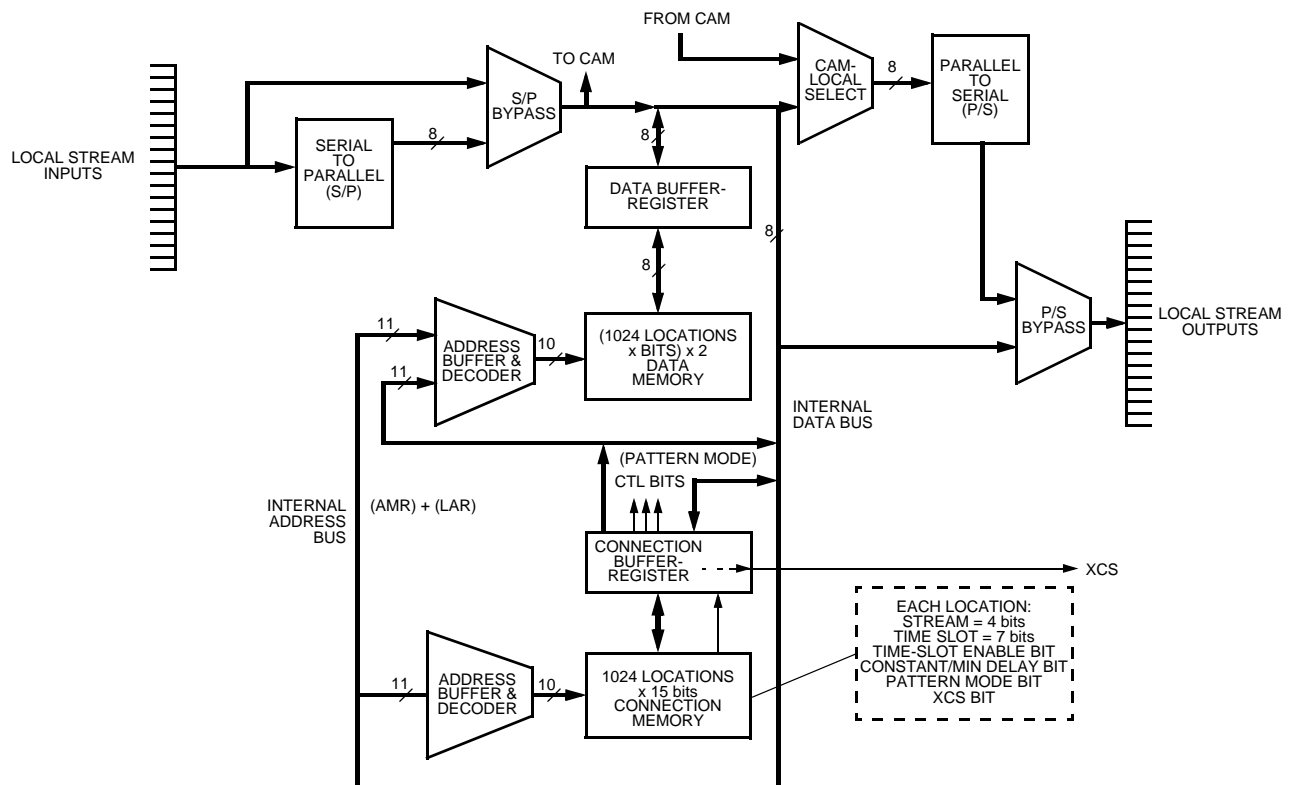 FROM CAM
TO CAM
S/P
BYPASS
CAM-
LOCAL
SELECT
8
PARALLEL
TO
SERIAL
(P/S)
LOCAL STREAM
INPUTS
SERIAL
TO
PARALLEL
(S/P)
8
8
DATA BUFFER-
REGISTER
8
8
11
11
ADDRESS
BUFFER &
DECODER
10
(1024 LOCATIONS
x BITS) x 2
DATA
MEMORY
P/S
BYPASS
LOCAL STREAM
OUTPUTS
INTERNAL
DATA BUS
(PATTERN MODE)
CTL BITS
INTERNAL
ADDRESS
BUS
(AMR) + (LAR)
CONNECTION
BUFFER-
REGISTER
XCS
EACH LOCATION:
STREAM = 4 bits
TIME SLOT = 7 bits
TIME-SLOT ENABLE BIT
CONSTANT/MIN DELAY BIT
PATTERN MODE BIT
XCS BIT
11
ADDRESS
BUFFER &
DECODER
10
1024 LOCATIONS
x 15 bits
CONNECTION
MEMORY